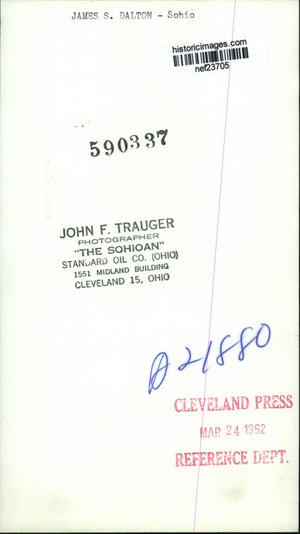 JAMES S. DALTON - Sohio
historicimages.com
nef23705
590337
JOHN F. TRAUGER
PHOTOGRAPHER
"THE SOHIOAN"
STANDARD OIL CO. (OHIO)
1551 MIDLAND BUILDING
CLEVELAND 15, OHIO
A21880
CLEVELAND PRESS
MAR 24 1962
REFERENCE DEPT.